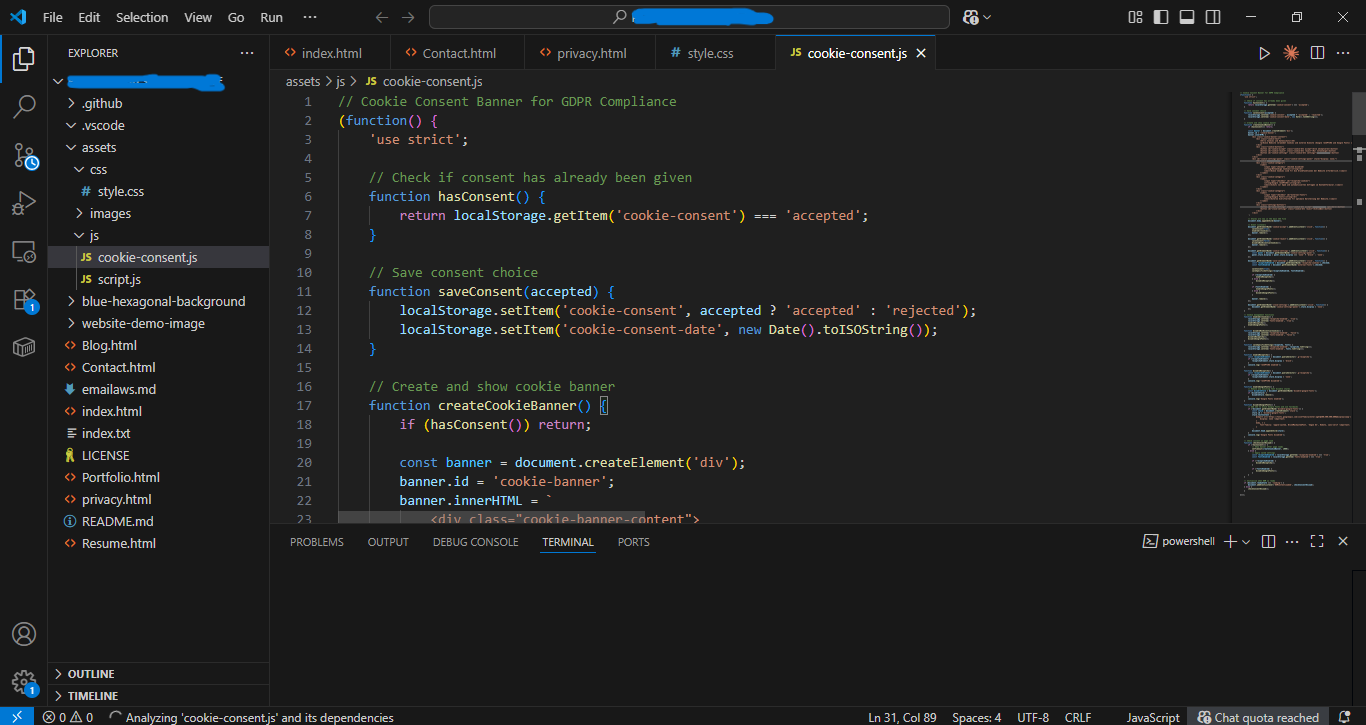 File Edit Selection View Go Run ···
EXPLORER ···
index.html Contact.html privacy.html # style.css JS cookie-consent.js
assets > js > JS cookie-consent.js
.github
.vscode
assets
css
# style.css
images
js
JS cookie-consent.js
JS script.js
blue-hexagonal-background
website-demo-image
Blog.html
Contact.html
emailaws.md
index.html
index.txt
LICENSE
Portfolio.html
privacy.html
README.md
Resume.html
OUTLINE
TIMELINE
1 // Cookie Consent Banner for GDPR Compliance
2 (function() {
3 'use strict';
4
5 // Check if consent has already been given
6 function hasConsent() {
7 return localStorage.getItem('cookie-consent') === 'accepted';
8 }
9
10 // Save consent choice
11 function saveConsent(accepted) {
12 localStorage.setItem('cookie-consent', accepted ? 'accepted' : 'rejected');
13 localStorage.setItem('cookie-consent-date', new Date().toISOString());
14 }
15
16 // Create and show cookie banner
17 function createCookieBanner() {
18 if (hasConsent()) return;
19
20 const banner = document.createElement('div');
21 banner.id = 'cookie-banner';
22 banner.innerHTML = `
23 <div class="cookie-banner-content">
PROBLEMS OUTPUT DEBUG CONSOLE TERMINAL PORTS
powershell
1
1
0 0 Analyzing 'cookie-consent.js' and its dependencies
Ln 31, Col 89 Spaces: 4 UTF-8 CRLF JavaScript Chat quota reached